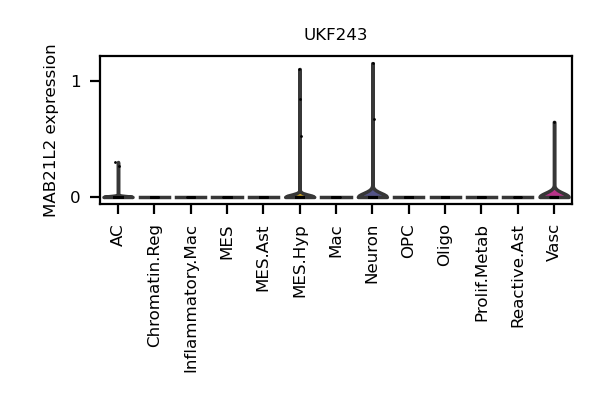 UKF243
MAB21L2 expression
1
0
AC
Chromatin.Reg
Inflammatory.Mac
MES
MES.Ast
MES.Hyp
Mac
Neuron
OPC
Oligo
Prolif.Metab
Reactive.Ast
Vasc